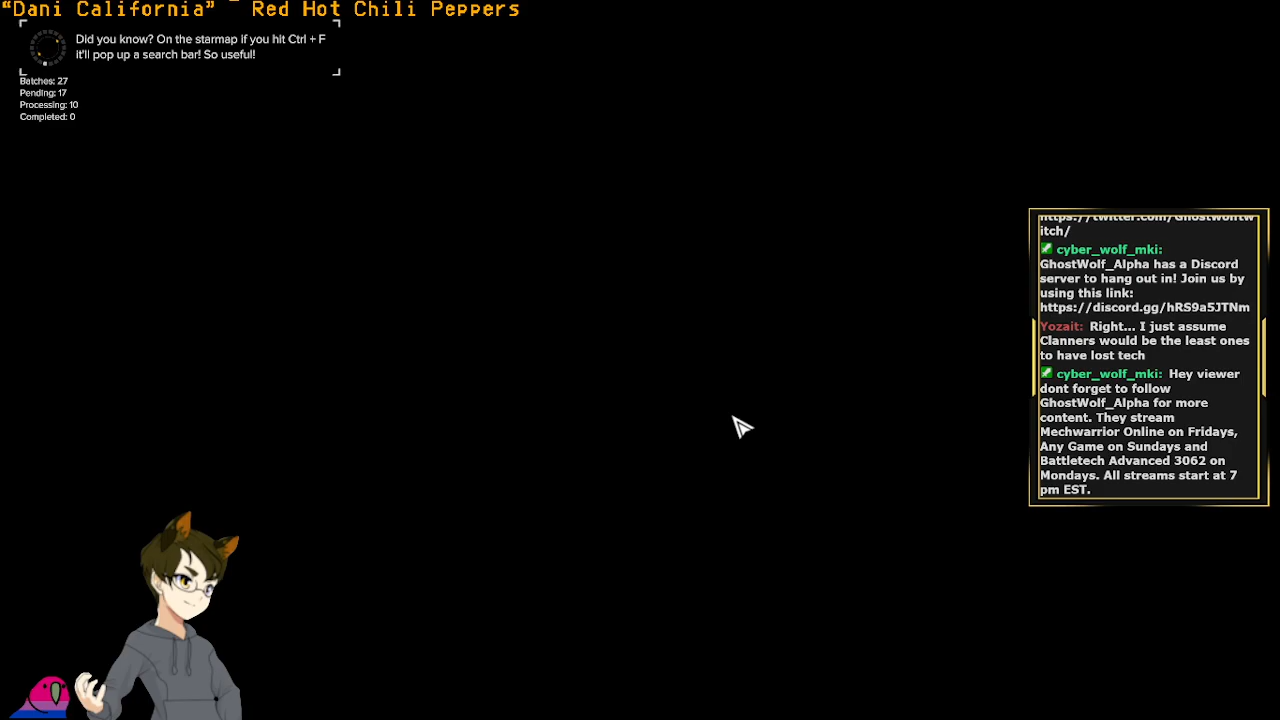 “Dani California” ~ Red Hot Chili Peppers
Did you know? On the starmap if you hit Ctrl + F
it'll pop up a search bar! So useful!
Batches: 27
Pending: 17
Processing: 10
Completed: 0
https://twitter.com/Ghostwolftw
itch/
cyber_wolf_mki:
GhostWolf_Alpha has a Discord
server to hang out in! Join us by
using this link:
https://discord.gg/hRS9a5JTNm
Yozait: Right... I just assume
Clanners would be the least ones
to have lost tech
cyber_wolf_mki: Hey viewer
dont forget to follow
GhostWolf_Alpha for more
content. They stream
Mechwarrior Online on Fridays,
Any Game on Sundays and
Battletech Advanced 3062 on
Mondays. All streams start at 7
pm EST.